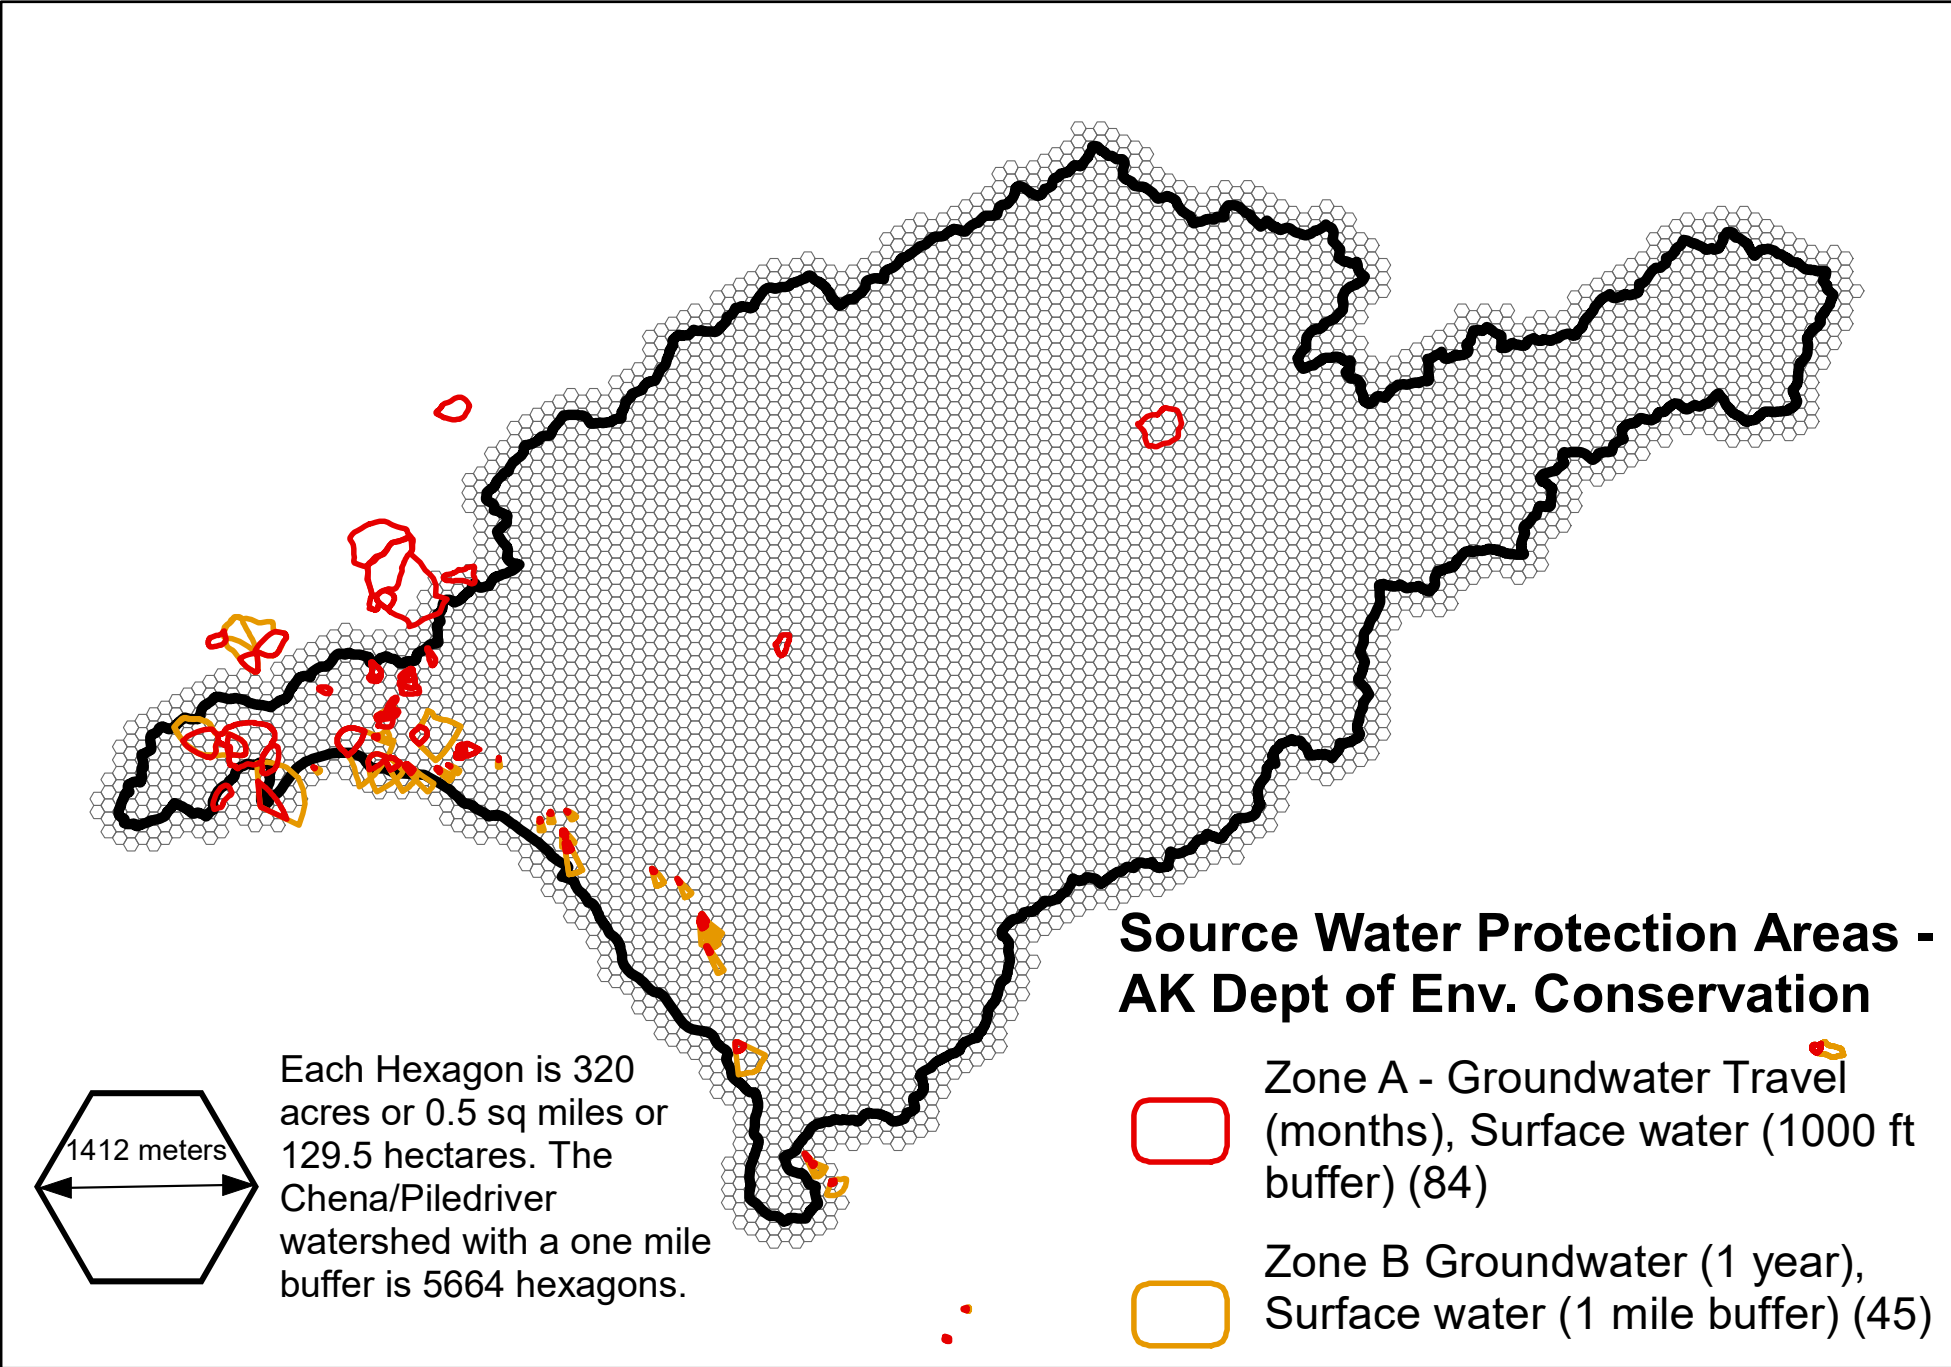 Source Water Protection Areas -
AK Dept of Env. Conservation
Zone A - Groundwater Travel
(months), Surface water (1000 ft
buffer) (84)
Zone B Groundwater (1 year),
Surface water (1 mile buffer) (45)
1412 meters
Each Hexagon is 320
acres or 0.5 sq miles or
129.5 hectares. The
Chena/Piledriver
watershed with a one mile
buffer is 5664 hexagons.